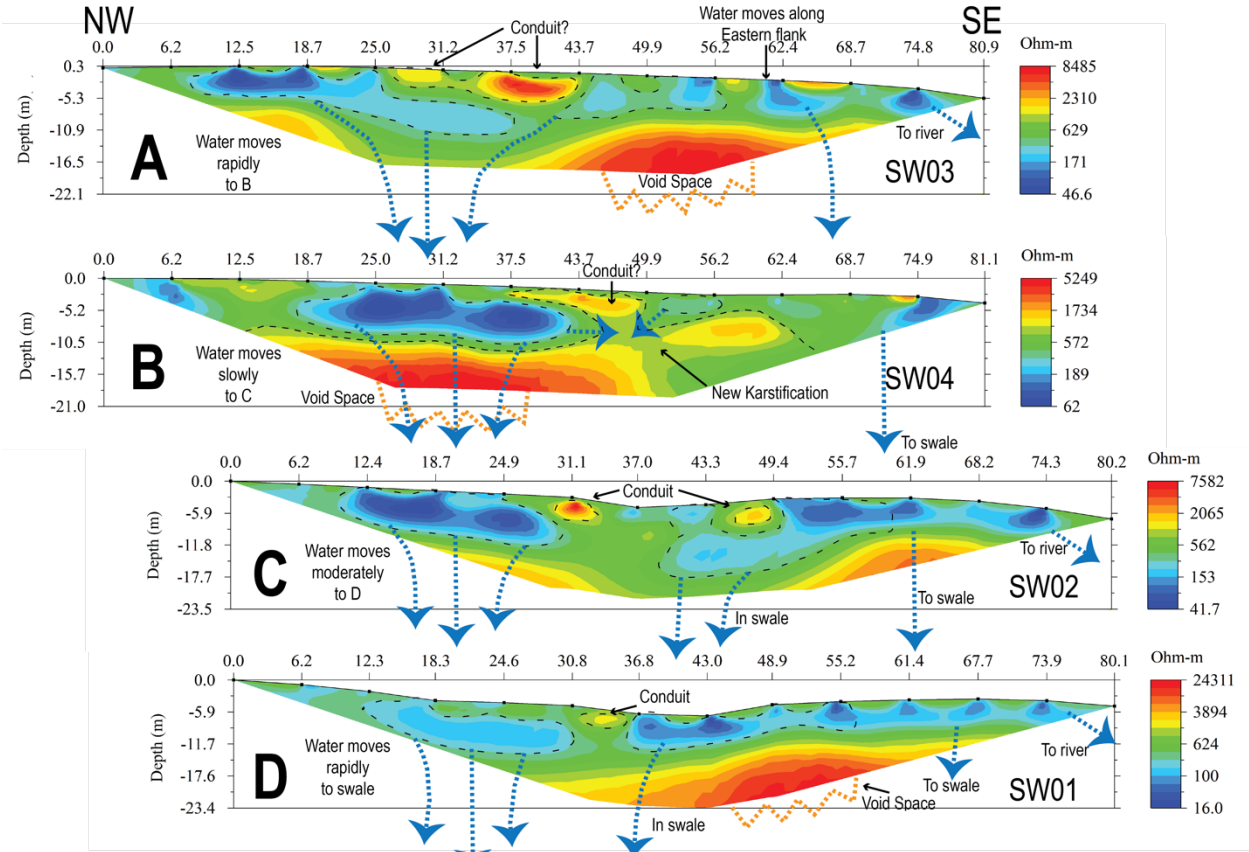 NW
SE
Conduit?
Water moves along
Eastern flank
0.0 6.2 12.5 18.7 25.0 31.2 37.5 43.7 49.9 56.2 62.4 68.7 74.8 80.9
Ohm-m
0.3
-5.3
-10.9
-16.5
-22.1
Depth (m)
8485
2310
629
171
46.6
A
Water moves
rapidly
to B
Void Space
To river
SW03
0.0 6.2 12.5 18.7 25.0 31.2 37.5 43.7 49.9 56.2 62.4 68.7 74.9 81.1
Conduit?
Ohm-m
0.0
-5.2
-10.5
-15.7
-21.0
Depth (m)
5249
1734
572
189
62
B
Water moves
slowly
to C
Void Space
New Karstification
SW04
To swale
0.0 6.2 12.4 18.7 24.9 31.1 37.0 43.3 49.4 55.7 61.9 68.2 74.3 80.2
Ohm-m
Conduit
0.0
-5.9
-11.8
-17.7
-23.5
Depth (m)
7582
2065
562
153
41.7
C
Water moves
moderately
to D
To river
To swale
SW02
In swale
0.0 6.2 12.3 18.3 24.6 30.8 36.8 43.0 48.9 55.2 61.4 67.7 73.9 80.1
Ohm-m
Conduit
0.0
-5.9
-11.7
-17.6
-23.4
Depth (m)
24311
3894
624
100
16.0
D
Water moves
rapidly
to swale
To river
To swale
SW01
Void Space
In swale